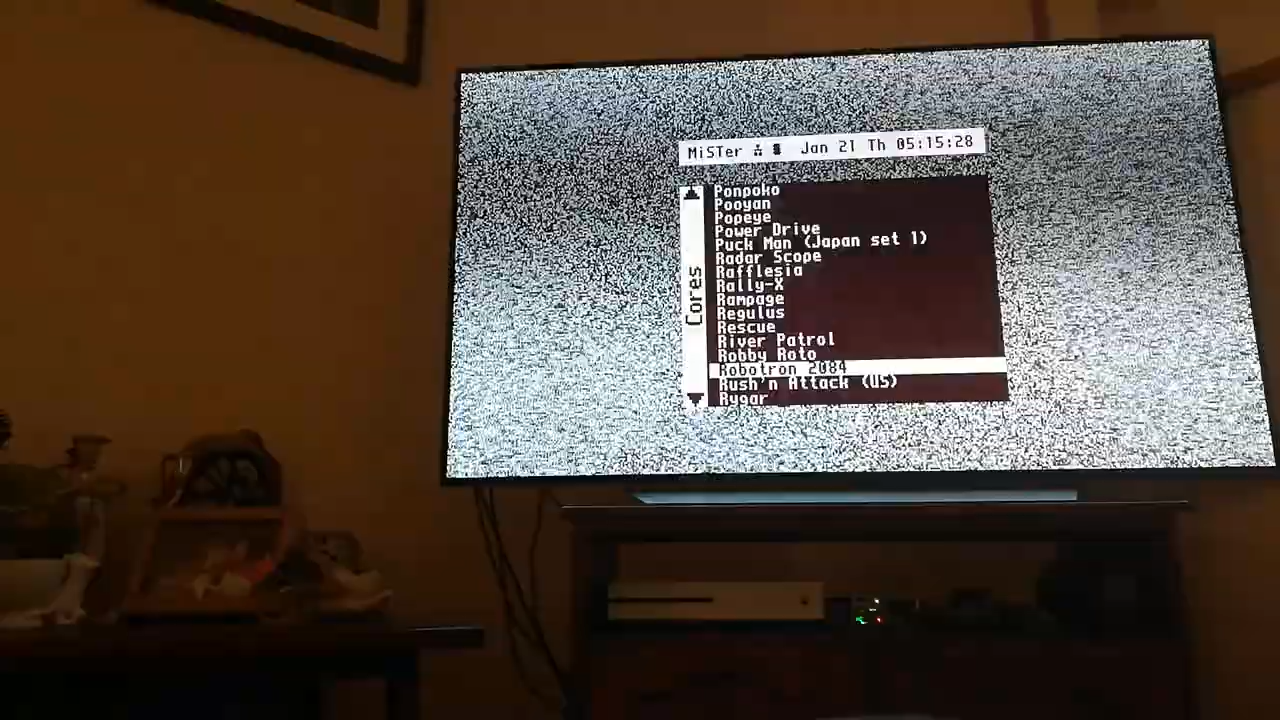 MiSTer Jan 21 Th 05:15:28
Cores
Ponpoko
Pooyan
Popeye
Power Drive
Puck Man (Japan set 1)
Radar Scope
Rafflesia
Rally-X
Rampage
Regulus
Rescue
River Patrol
Robby Roto
Robotron 2084
Rush'n Attack (US)
Rygar